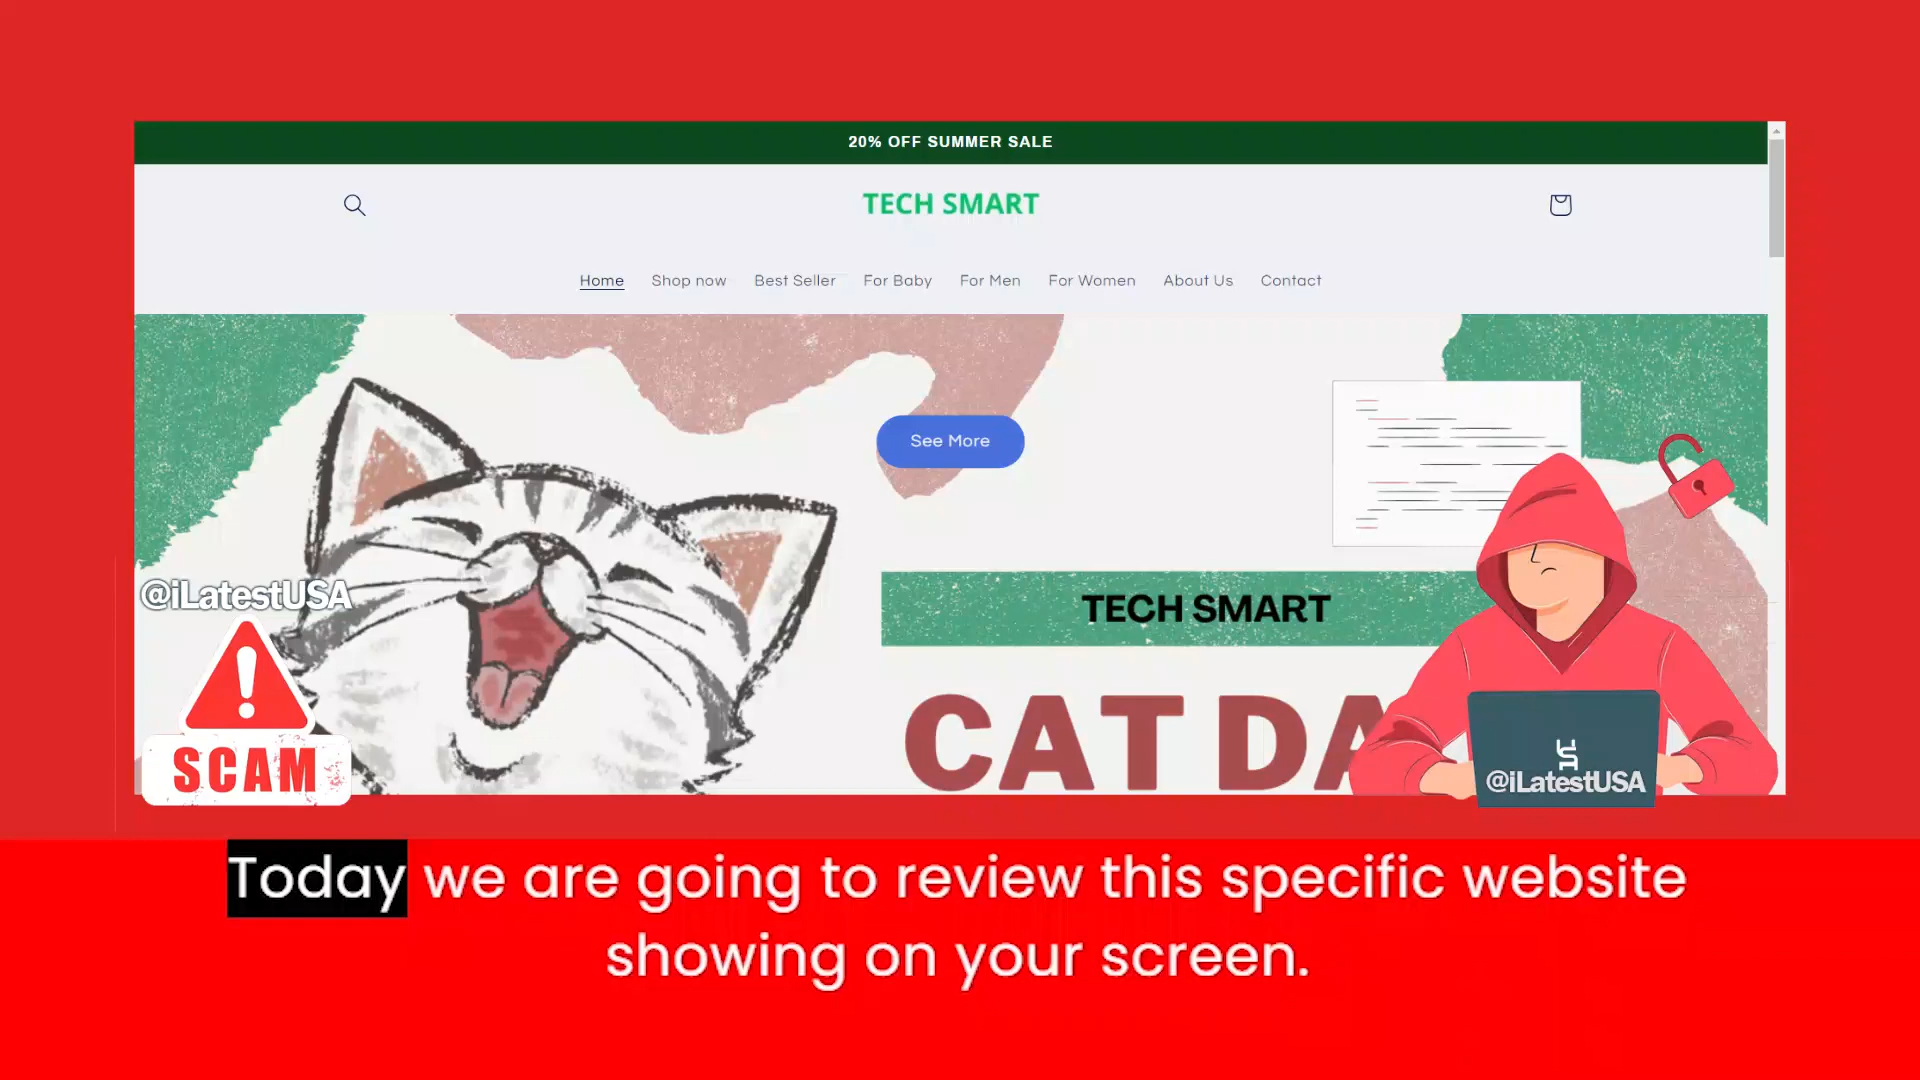 20% OFF SUMMER SALE
TECH SMART
Home Shop now Best Seller For Baby For Men For Women About Us Contact
See More
@iLatestUSA
TECH SMART
CAT DA
SCAM
@iLatestUSA
Today we are going to review this specific website
showing on your screen.